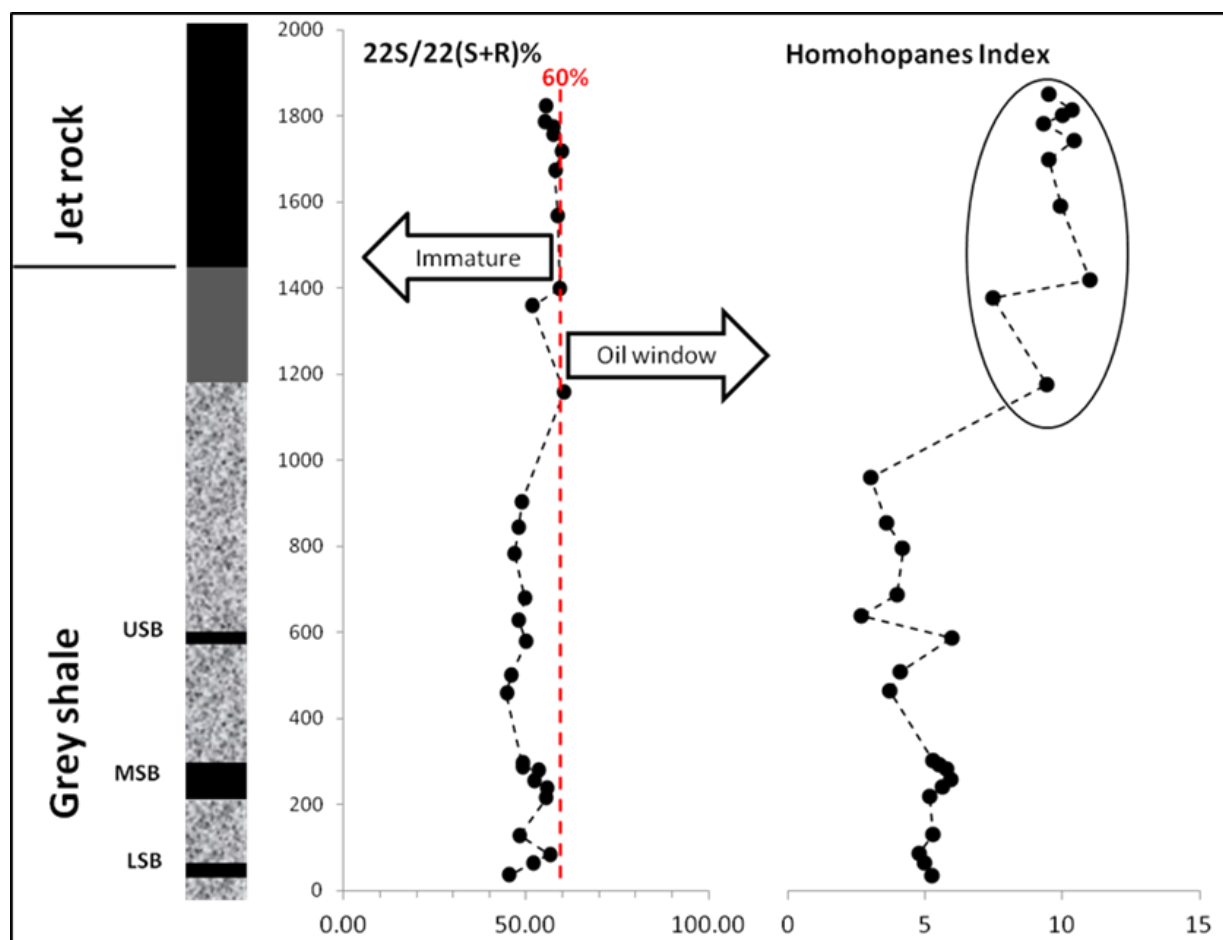 Jet rock
Grey shale
USB
MSB
LSB
2000
1800
1600
1400
1200
1000
800
600
400
200
0
22S/22(S+R)%
60%
Immature
Oil window
0.00
50.00
100.00
Homohopanes Index
0
5
10
15